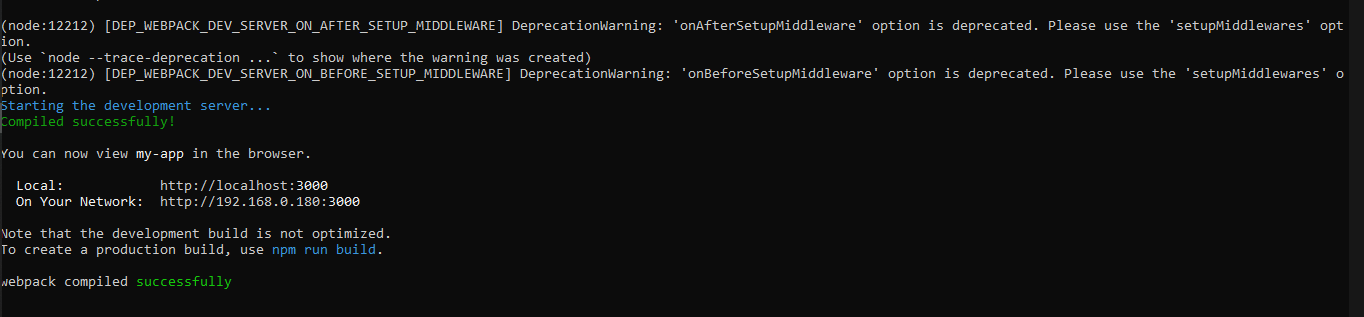 (node:12212) [DEP_WEBPACK_DEV_SERVER_ON_AFTER_SETUP_MIDDLEWARE] DeprecationWarning: 'onAfterSetupMiddleware' option is deprecated. Please use the 'setupMiddlewares' opt
ion.
(Use `node --trace-deprecation ...` to show where the warning was created)
(node:12212) [DEP_WEBPACK_DEV_SERVER_ON_BEFORE_SETUP_MIDDLEWARE] DeprecationWarning: 'onBeforeSetupMiddleware' option is deprecated. Please use the 'setupMiddlewares' o
ption.
Starting the development server...
Compiled successfully!
You can now view my-app in the browser.
Local: http://localhost:3000
On Your Network: http://192.168.0.180:3000
Note that the development build is not optimized.
To create a production build, use npm run build.
webpack compiled successfully